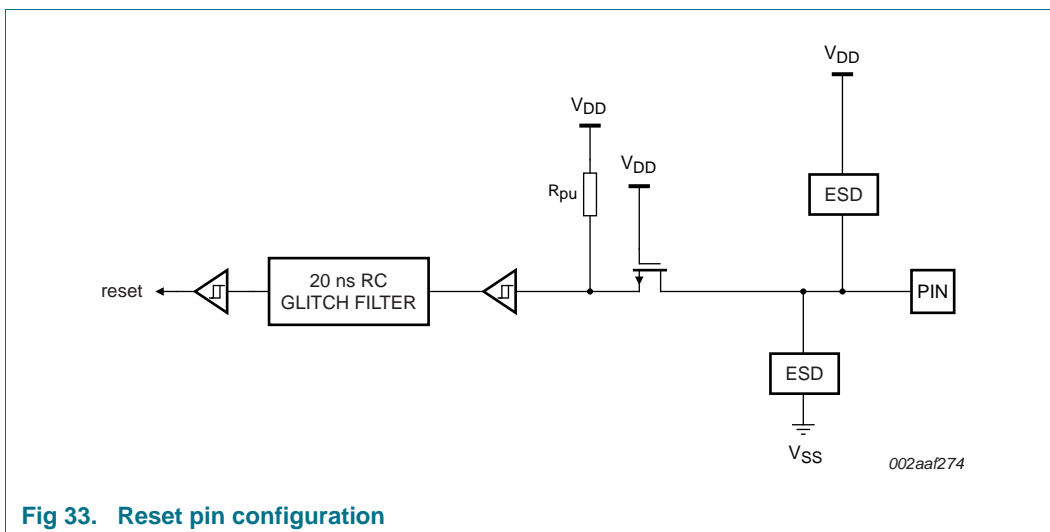 VDD
VDD
VDD
Rpu
ESD
reset
20 ns RC
GLITCH FILTER
PIN
ESD
VSS
002aaf274
Fig 33. Reset pin configuration